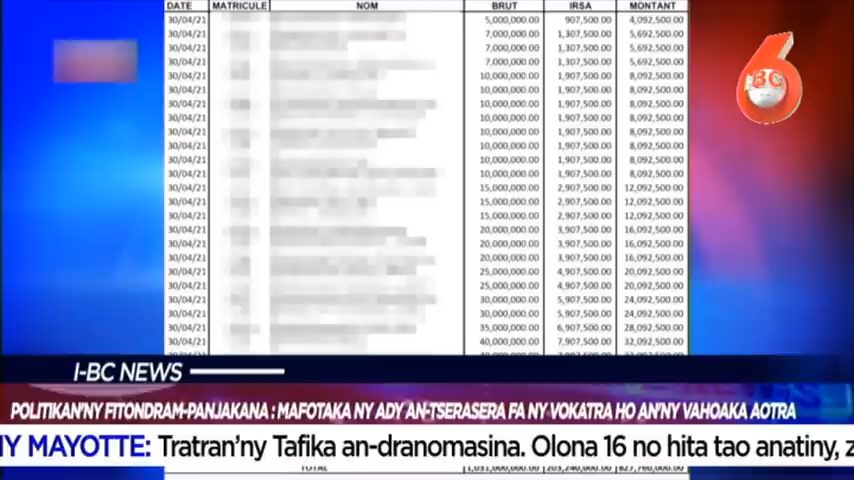 DATE MATRICULE NOM BRUT IRSA MONTANT
30/04/21 5,000,000.00 907,500.00 4,092,500.00
30/04/21 7,000,000.00 1,307,500.00 5,692,500.00
30/04/21 7,000,000.00 1,307,500.00 5,692,500.00
30/04/21 7,000,000.00 1,307,500.00 5,692,500.00
30/04/21 10,000,000.00 1,907,500.00 8,092,500.00
30/04/21 10,000,000.00 1,907,500.00 8,092,500.00
30/04/21 10,000,000.00 1,907,500.00 8,092,500.00
30/04/21 10,000,000.00 1,907,500.00 8,092,500.00
30/04/21 10,000,000.00 1,907,500.00 8,092,500.00
30/04/21 10,000,000.00 1,907,500.00 8,092,500.00
30/04/21 10,000,000.00 1,907,500.00 8,092,500.00
30/04/21 10,000,000.00 1,907,500.00 8,092,500.00
30/04/21 15,000,000.00 2,907,500.00 12,092,500.00
30/04/21 15,000,000.00 2,907,500.00 12,092,500.00
30/04/21 15,000,000.00 2,907,500.00 12,092,500.00
30/04/21 20,000,000.00 3,907,500.00 16,092,500.00
30/04/21 20,000,000.00 3,907,500.00 16,092,500.00
30/04/21 20,000,000.00 3,907,500.00 16,092,500.00
30/04/21 25,000,000.00 4,907,500.00 20,092,500.00
30/04/21 25,000,000.00 4,907,500.00 20,092,500.00
30/04/21 30,000,000.00 5,907,500.00 24,092,500.00
30/04/21 30,000,000.00 5,907,500.00 24,092,500.00
30/04/21 35,000,000.00 6,907,500.00 28,092,500.00
30/04/21 40,000,000.00 7,907,500.00 32,092,500.00
BC
I-BC NEWS
POLITIKAN'NY FITONDRAM-PANJAKANA : MAFOTAKA NY ADY AN-TSERASERA FA NY VOKATRA HO AN'NY VAHOAKA AOTRA
NY MAYOTTE: Tratran'ny Tafika an-dranomasina. Olona 16 no hita tao anatiny, z
TOTAL 1,031,000,000.00 203,240,000.00 827,760,000.00